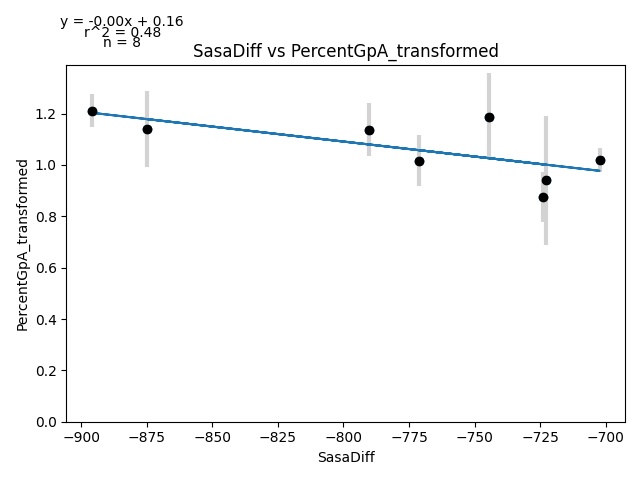 y = -0.00x + 0.16
r^2 = 0.48
n = 8
SasaDiff vs PercentGpA_transformed
PercentGpA_transformed
1.2
1.0
0.8
0.6
0.4
0.2
0.0
−900 −875 −850 −825 −800 −775 −750 −725 −700
SasaDiff